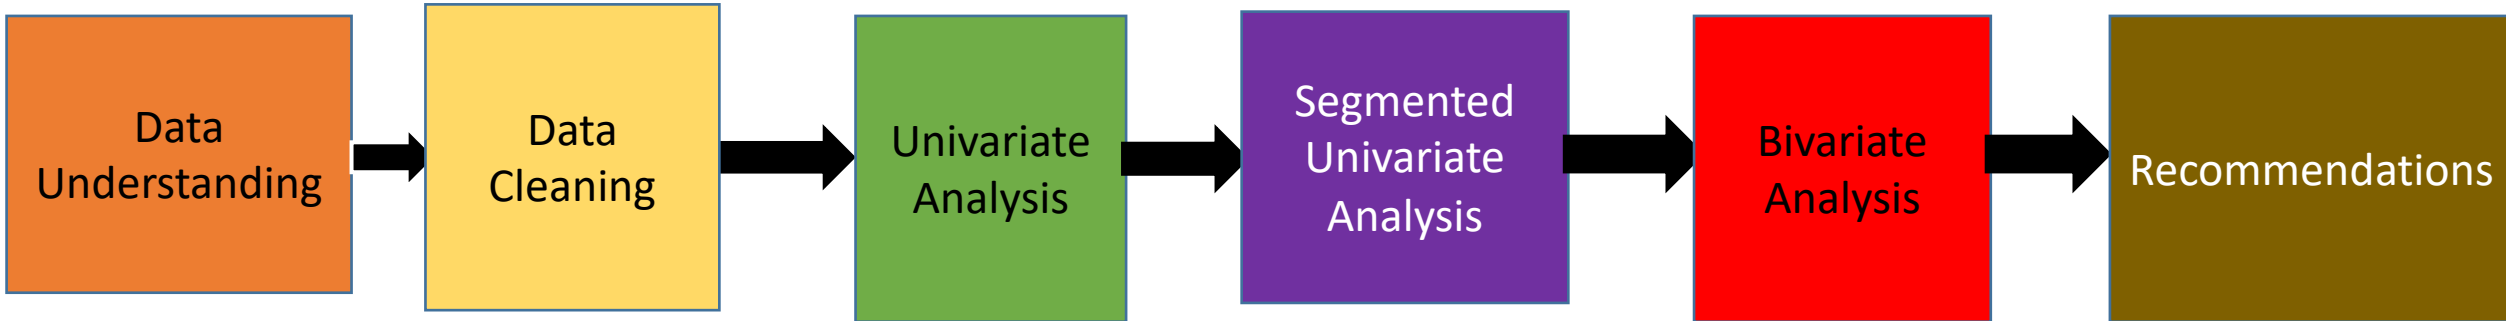 Data
Understanding
Data
Cleaning
Univariate
Analysis
Segmented
Univariate
Analysis
Bivariate
Analysis
Recommendations